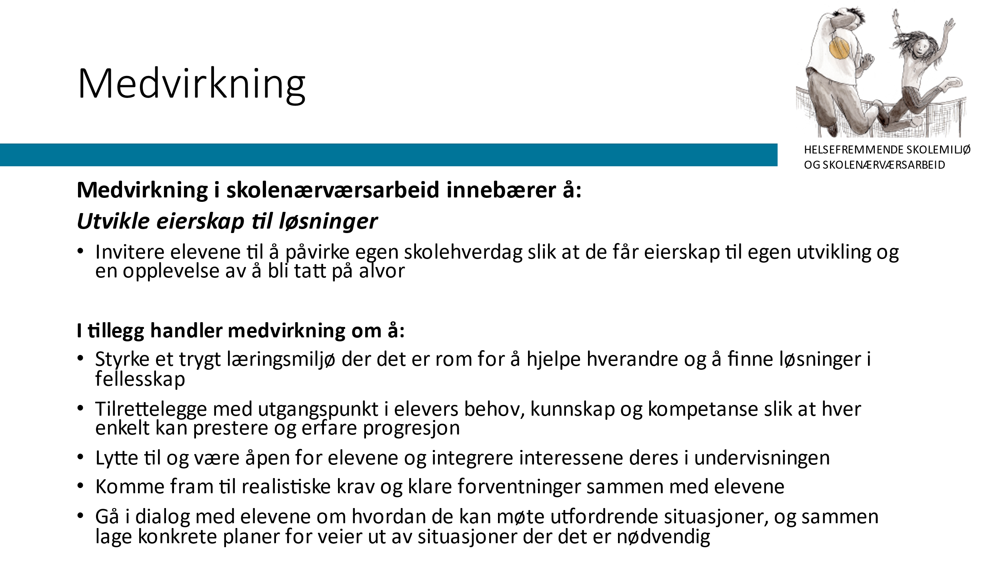 Medvirkning
HELSEFREMMENDE SKOLEMILJØ
OG SKOLENÆRVÆRSARBEID
Medvirkning i skolenærværsarbeid innebærer å:
Utvikle eierskap til løsninger
• Invitere elevene til å påvirke egen skolehverdag slik at de får eierskap til egen utvikling og
en opplevelse av å bli tatt på alvor
I tillegg handler medvirkning om å:
• Styrke et trygt læringsmiljø der det er rom for å hjelpe hverandre og å finne løsninger i
fellesskap
• Tilrettelegge med utgangspunkt i elevers behov, kunnskap og kompetanse slik at hver
enkelt kan prestere og erfare progresjon
• Lytte til og være åpen for elevene og integrere interessene deres i undervisningen
• Komme fram til realistiske krav og klare forventninger sammen med elevene
• Gå i dialog med elevene om hvordan de kan møte utfordrende situasjoner, og sammen
lage konkrete planer for veier ut av situasjoner der det er nødvendig